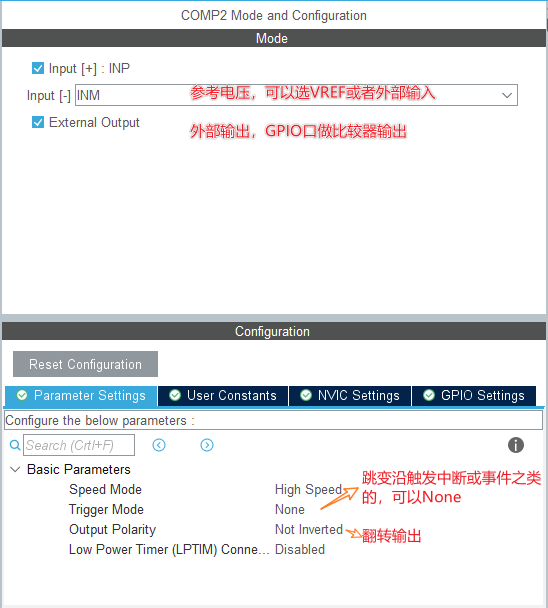 COMP2 Mode and Configuration
Mode
Input [+] : INP
Input [-] INM 参考电压，可以选VREF或者外部输入
External Output 外部输出，GPIO口做比较器输出
Configuration
Reset Configuration
Parameter Settings User Constants NVIC Settings GPIO Settings
Configure the below parameters :
Search (Crtl+F)
Basic Parameters
Speed Mode High Speed
跳变沿触发中断或事件之类
的，可以None
Trigger Mode None
Output Polarity Not Inverted 翻转输出
Low Power Timer (LPTIM) Conne... Disabled